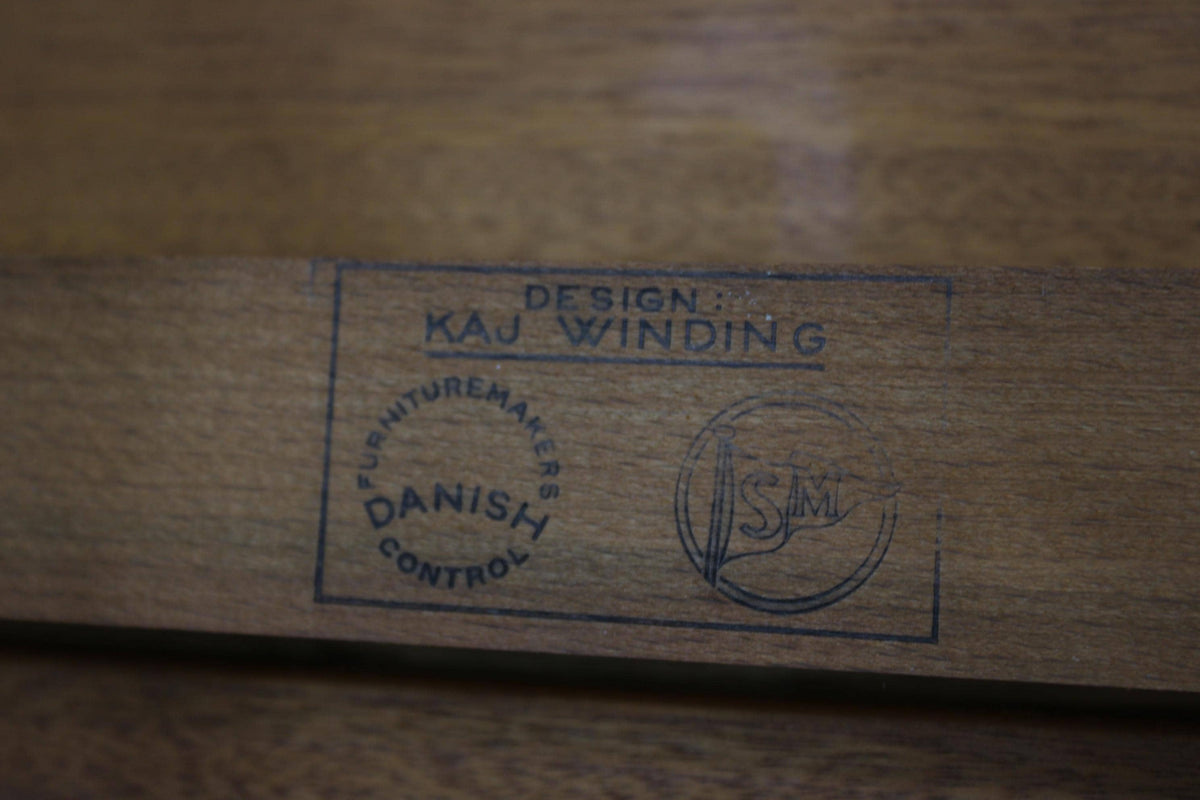 DESIGN:
KAJ WINDING
FURNITUREMAKERS
DANISH
CONTROL
SM